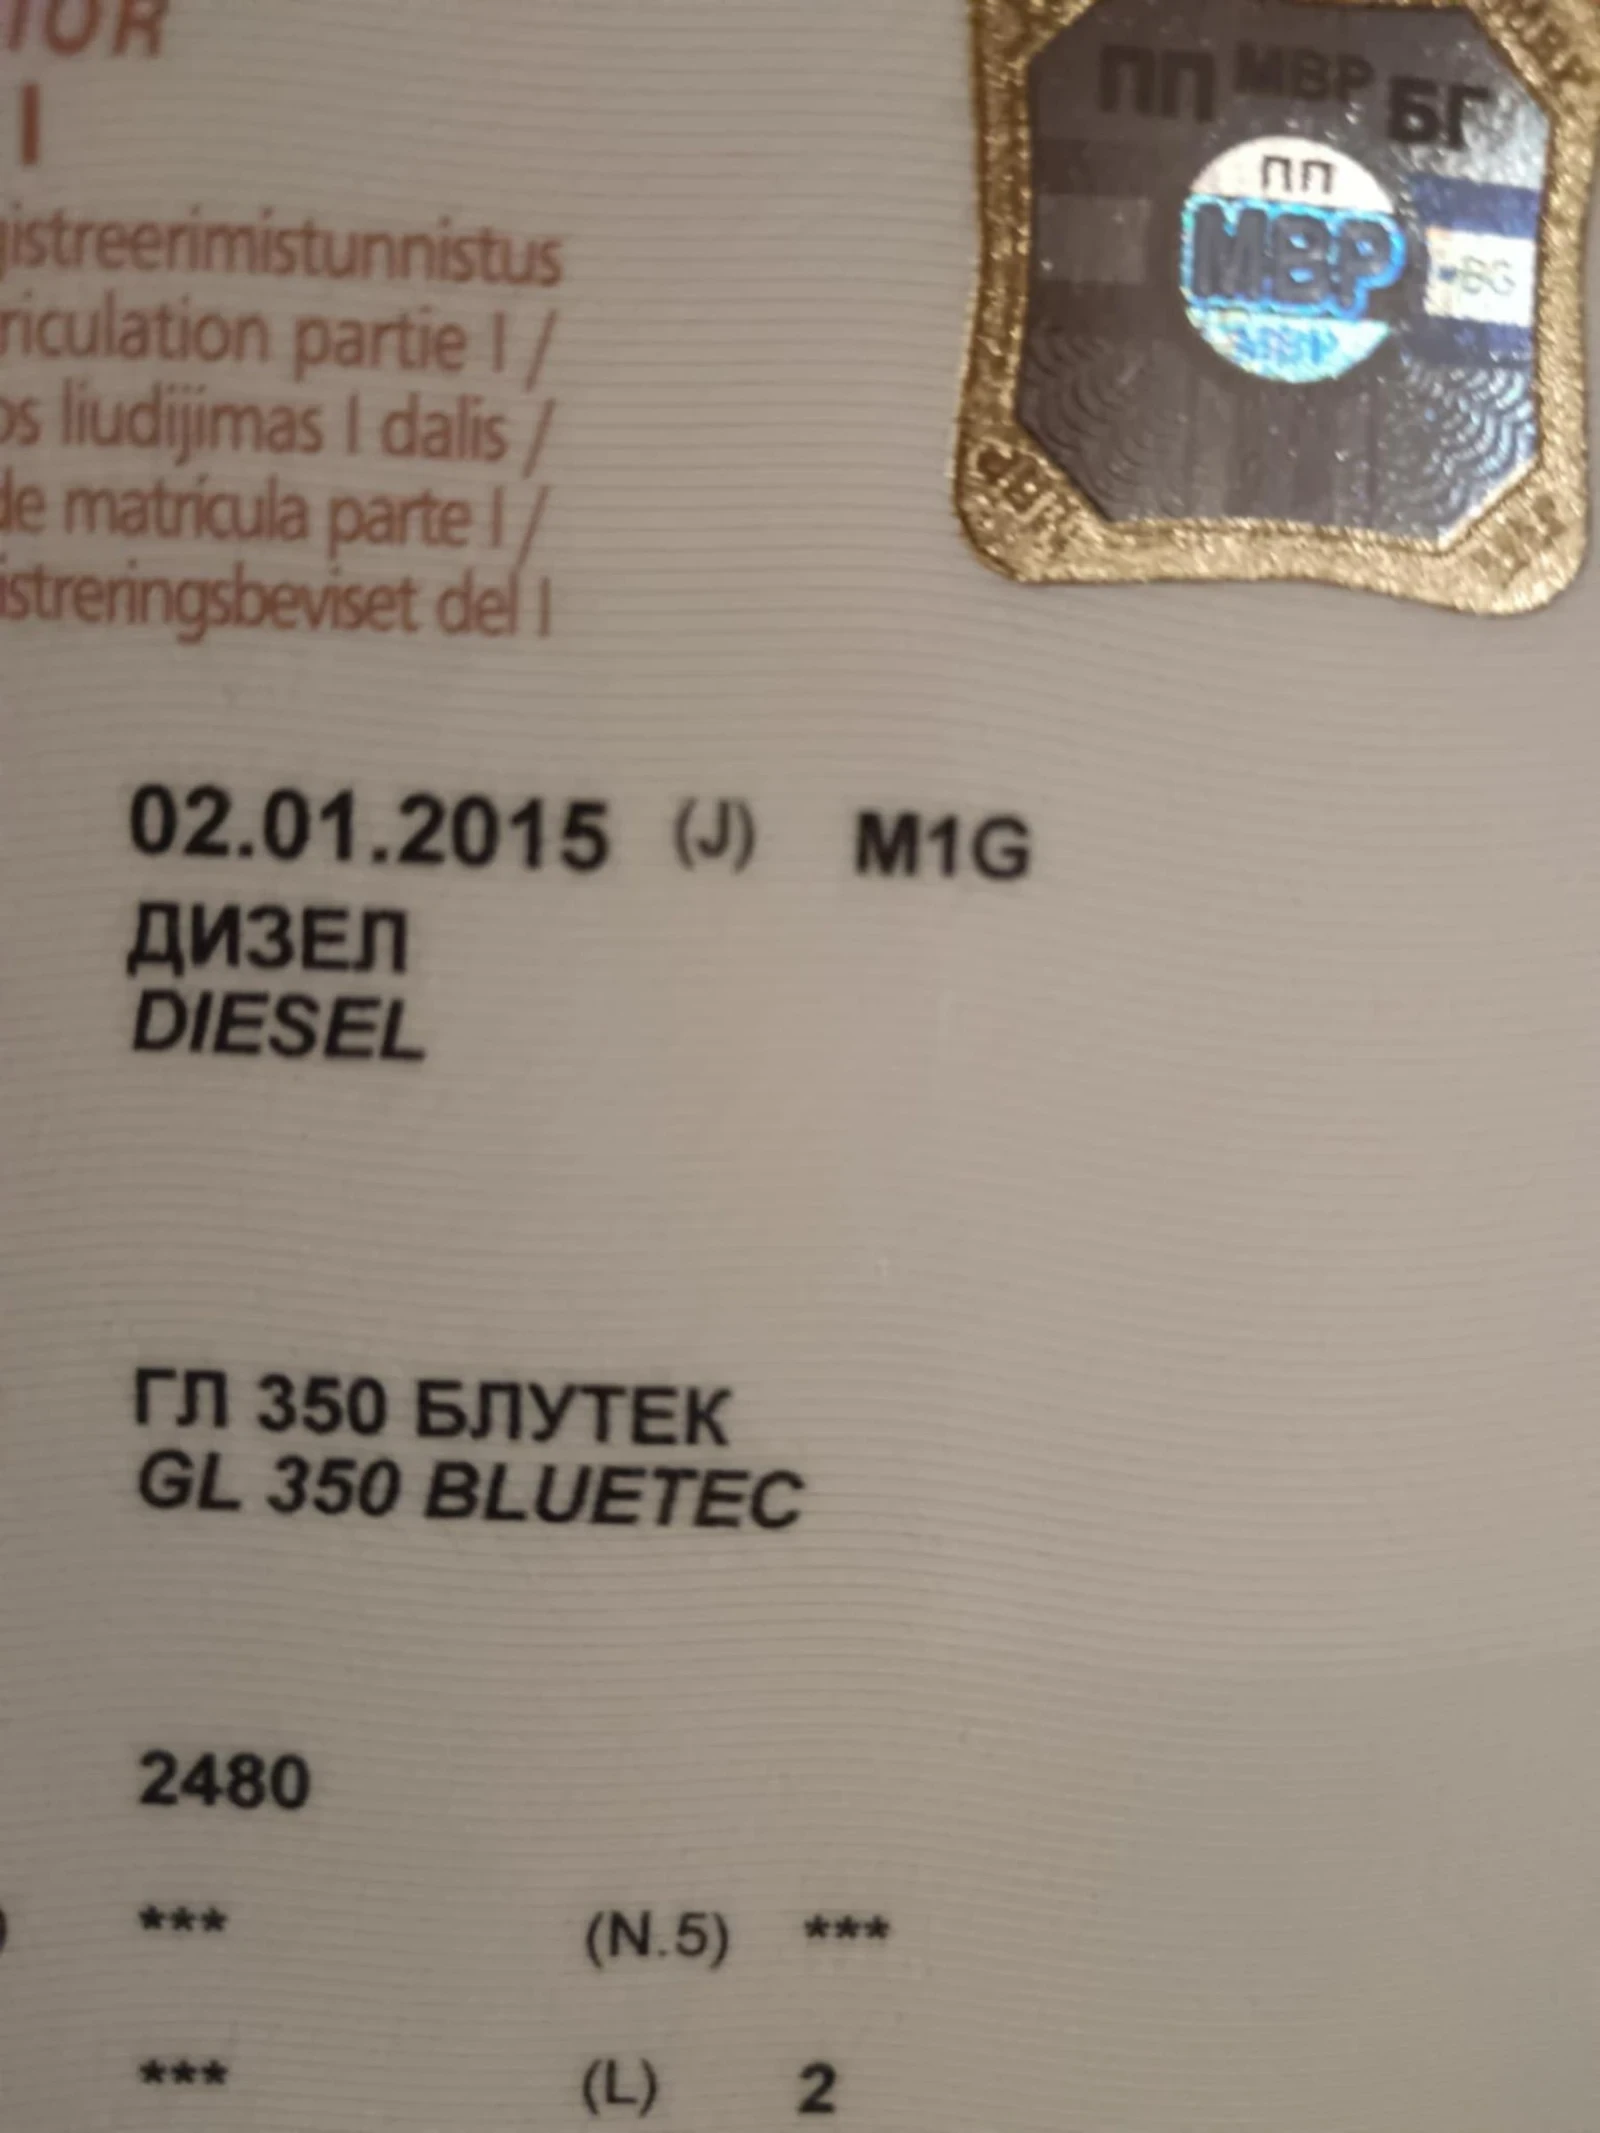 I
gistreerimistunnistus
riculation partie I /
os liudijimas I dalis /
de matrícula parte I /
istreringsbeviset del I
ПП МВР БГ
ПП
МВР
BG
02.01.2015 (J) M1G
ДИЗЕЛ
DIESEL
ГЛ 350 БЛУТЕК
GL 350 BLUETEC
2480
*** (N.5) ***
*** (L) 2